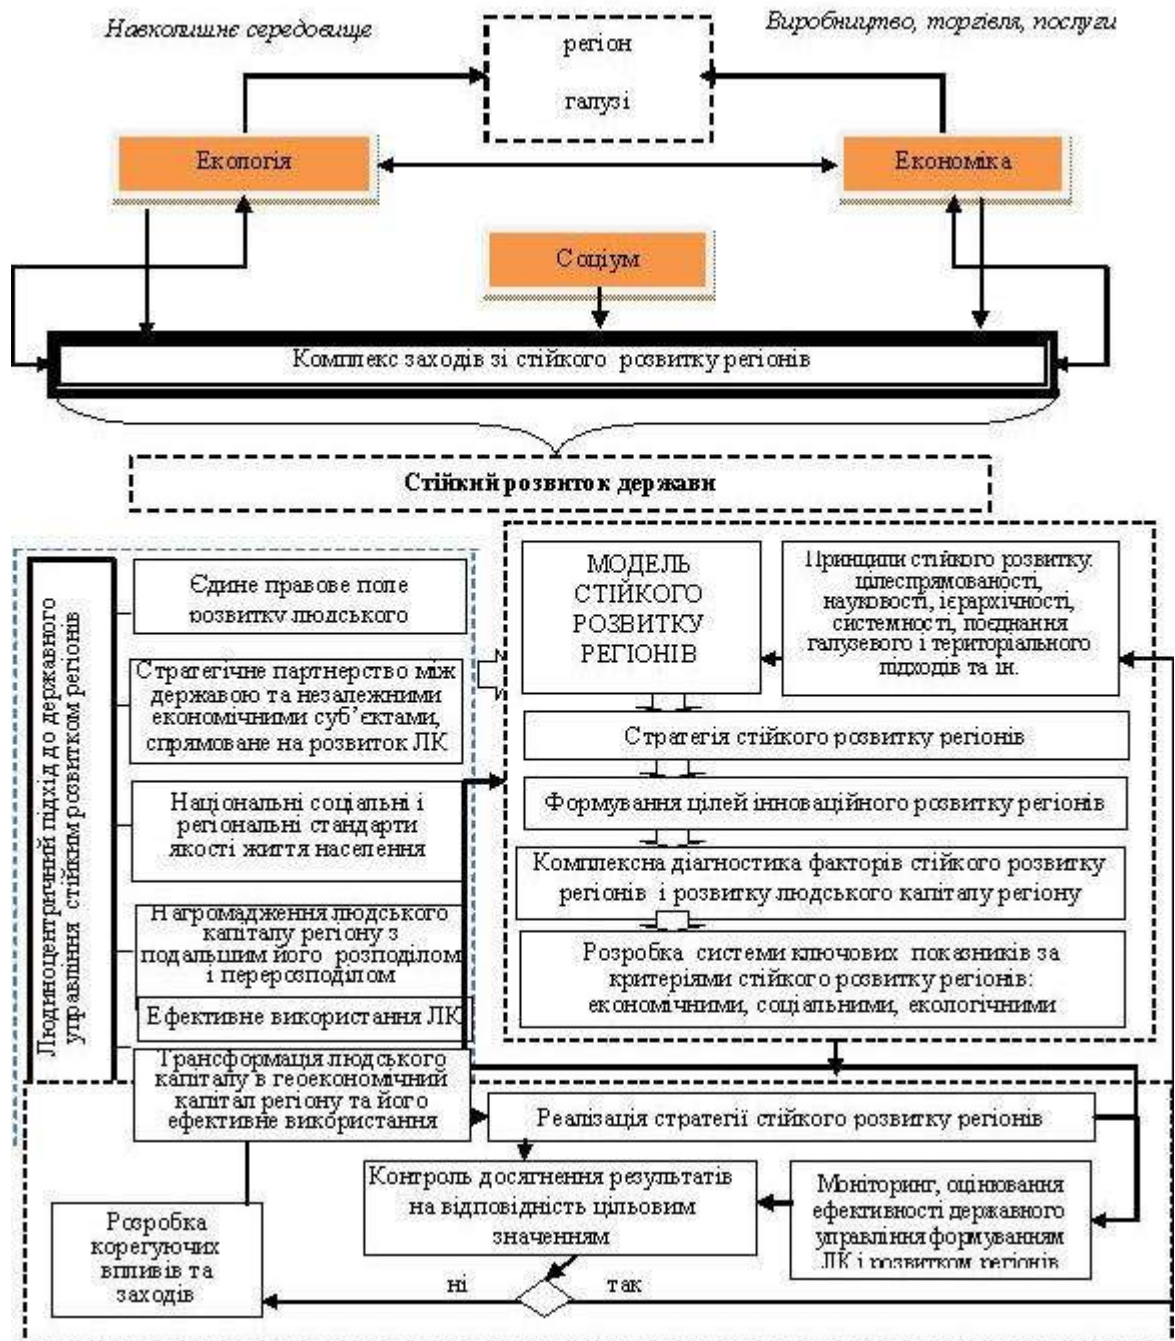 Навколишнє середовище
Виробництво, торгівля, послуги
регіон
галузі
Екологія
Економіка
Соціум
Комплекс заходів зі стійкого розвитку регіонів
Стійкий розвиток держави
Людиноцентричний підхід до державного
управління стійким розвитком регіонів
Єдине правове поле
розвитку людського
Стратегічне партнерство між
державою та незалежними
економічними суб’єктами,
спрямоване на розвиток ЛК
Національні соціальні і
регіональні стандарти
якості життя населення
Нагромадження людського
капіталу регіону з
подальшим його розподілом
і перерозподілом
Ефективне використання ЛК
Трансформація людського
капіталу в геоекономічний
капітал регіону та його
ефективне використання
МОДЕЛЬ
СТІЙКОГО
РОЗВИТКУ
РЕГІОНІВ
Принципи стійкого розвитку:
цілеспрямованості,
науковості, ієрархічності,
системності, поєднання
галузевого і територіального
підходів та ін.
Стратегія стійкого розвитку регіонів
Формування цілей інноваційного розвитку регіонів
Комплексна діагностика факторів стійкого розвитку
регіонів і розвитку людського капіталу регіону
Розробка системи ключових показників за
критеріями стійкого розвитку регіонів:
економічними, соціальними, екологічними
Реалізація стратегії стійкого розвитку регіонів
Контроль досягнення результатів
на відповідність цільовим
значенням
Моніторинг, оцінювання
ефективності державного
управління формуванням
ЛК і розвитком регіонів
Розробка
корегуючих
впливів та
заходів
ні
так